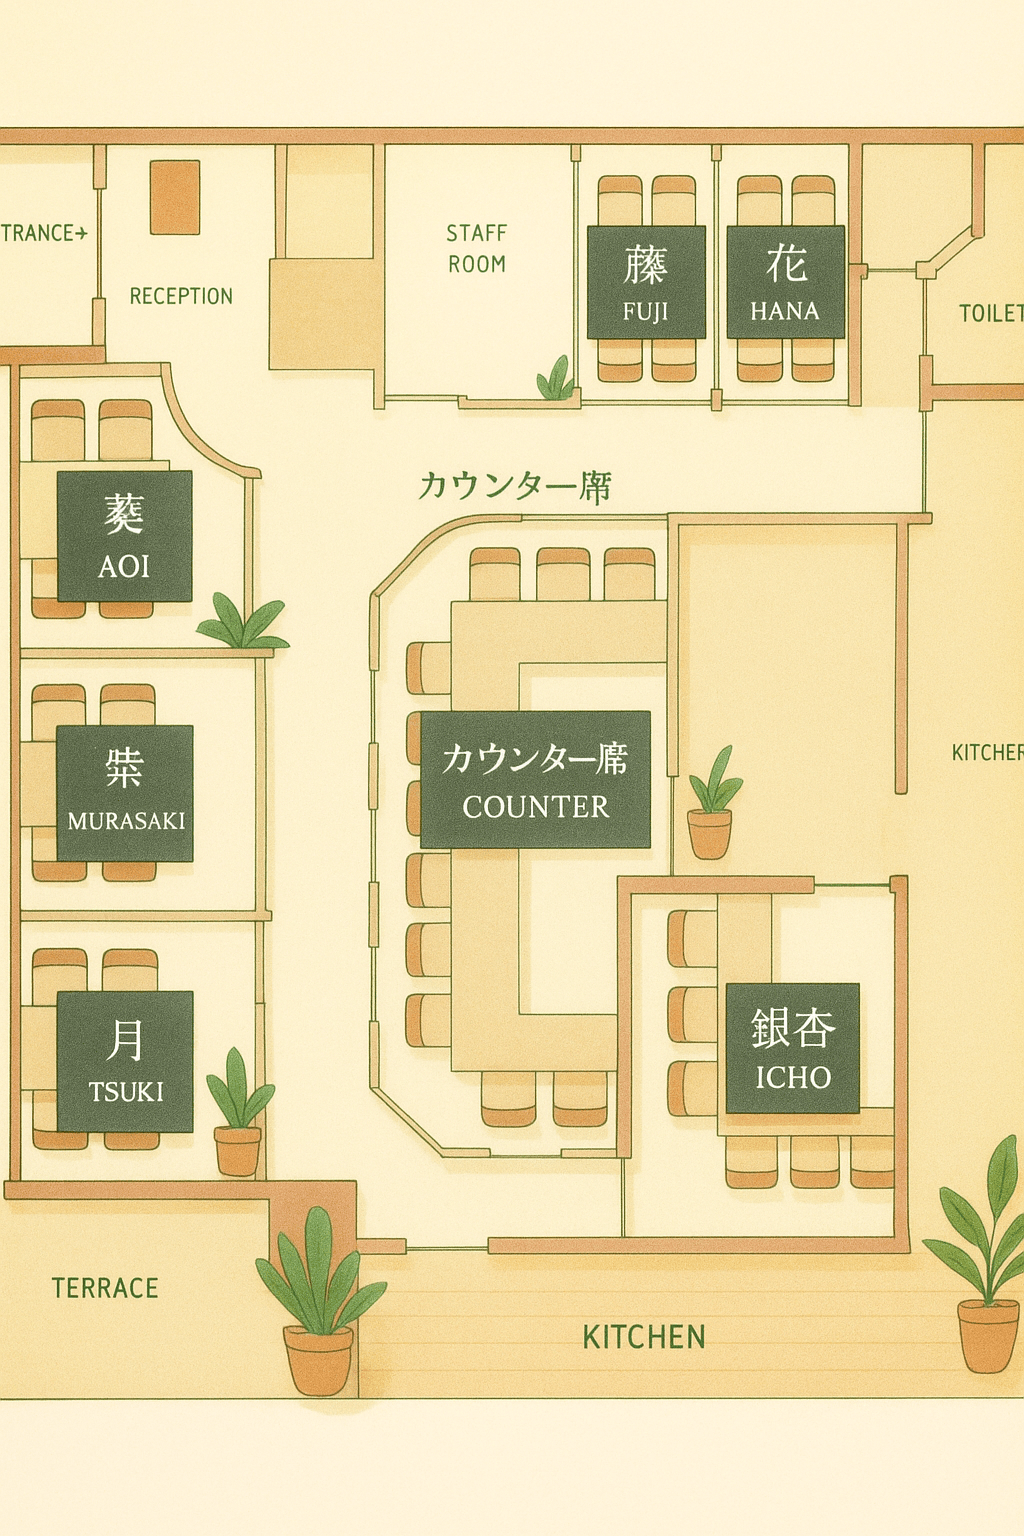 TRANCE→
RECEPTION
STAFF
ROOM
藤
FUJI
花
HANA
TOILET
カウンター席
葵
AOI
MURASAKI
カウンター席
COUNTER
KITCHEN
月
TSUKI
銀杏
ICHO
TERRACE
KITCHEN